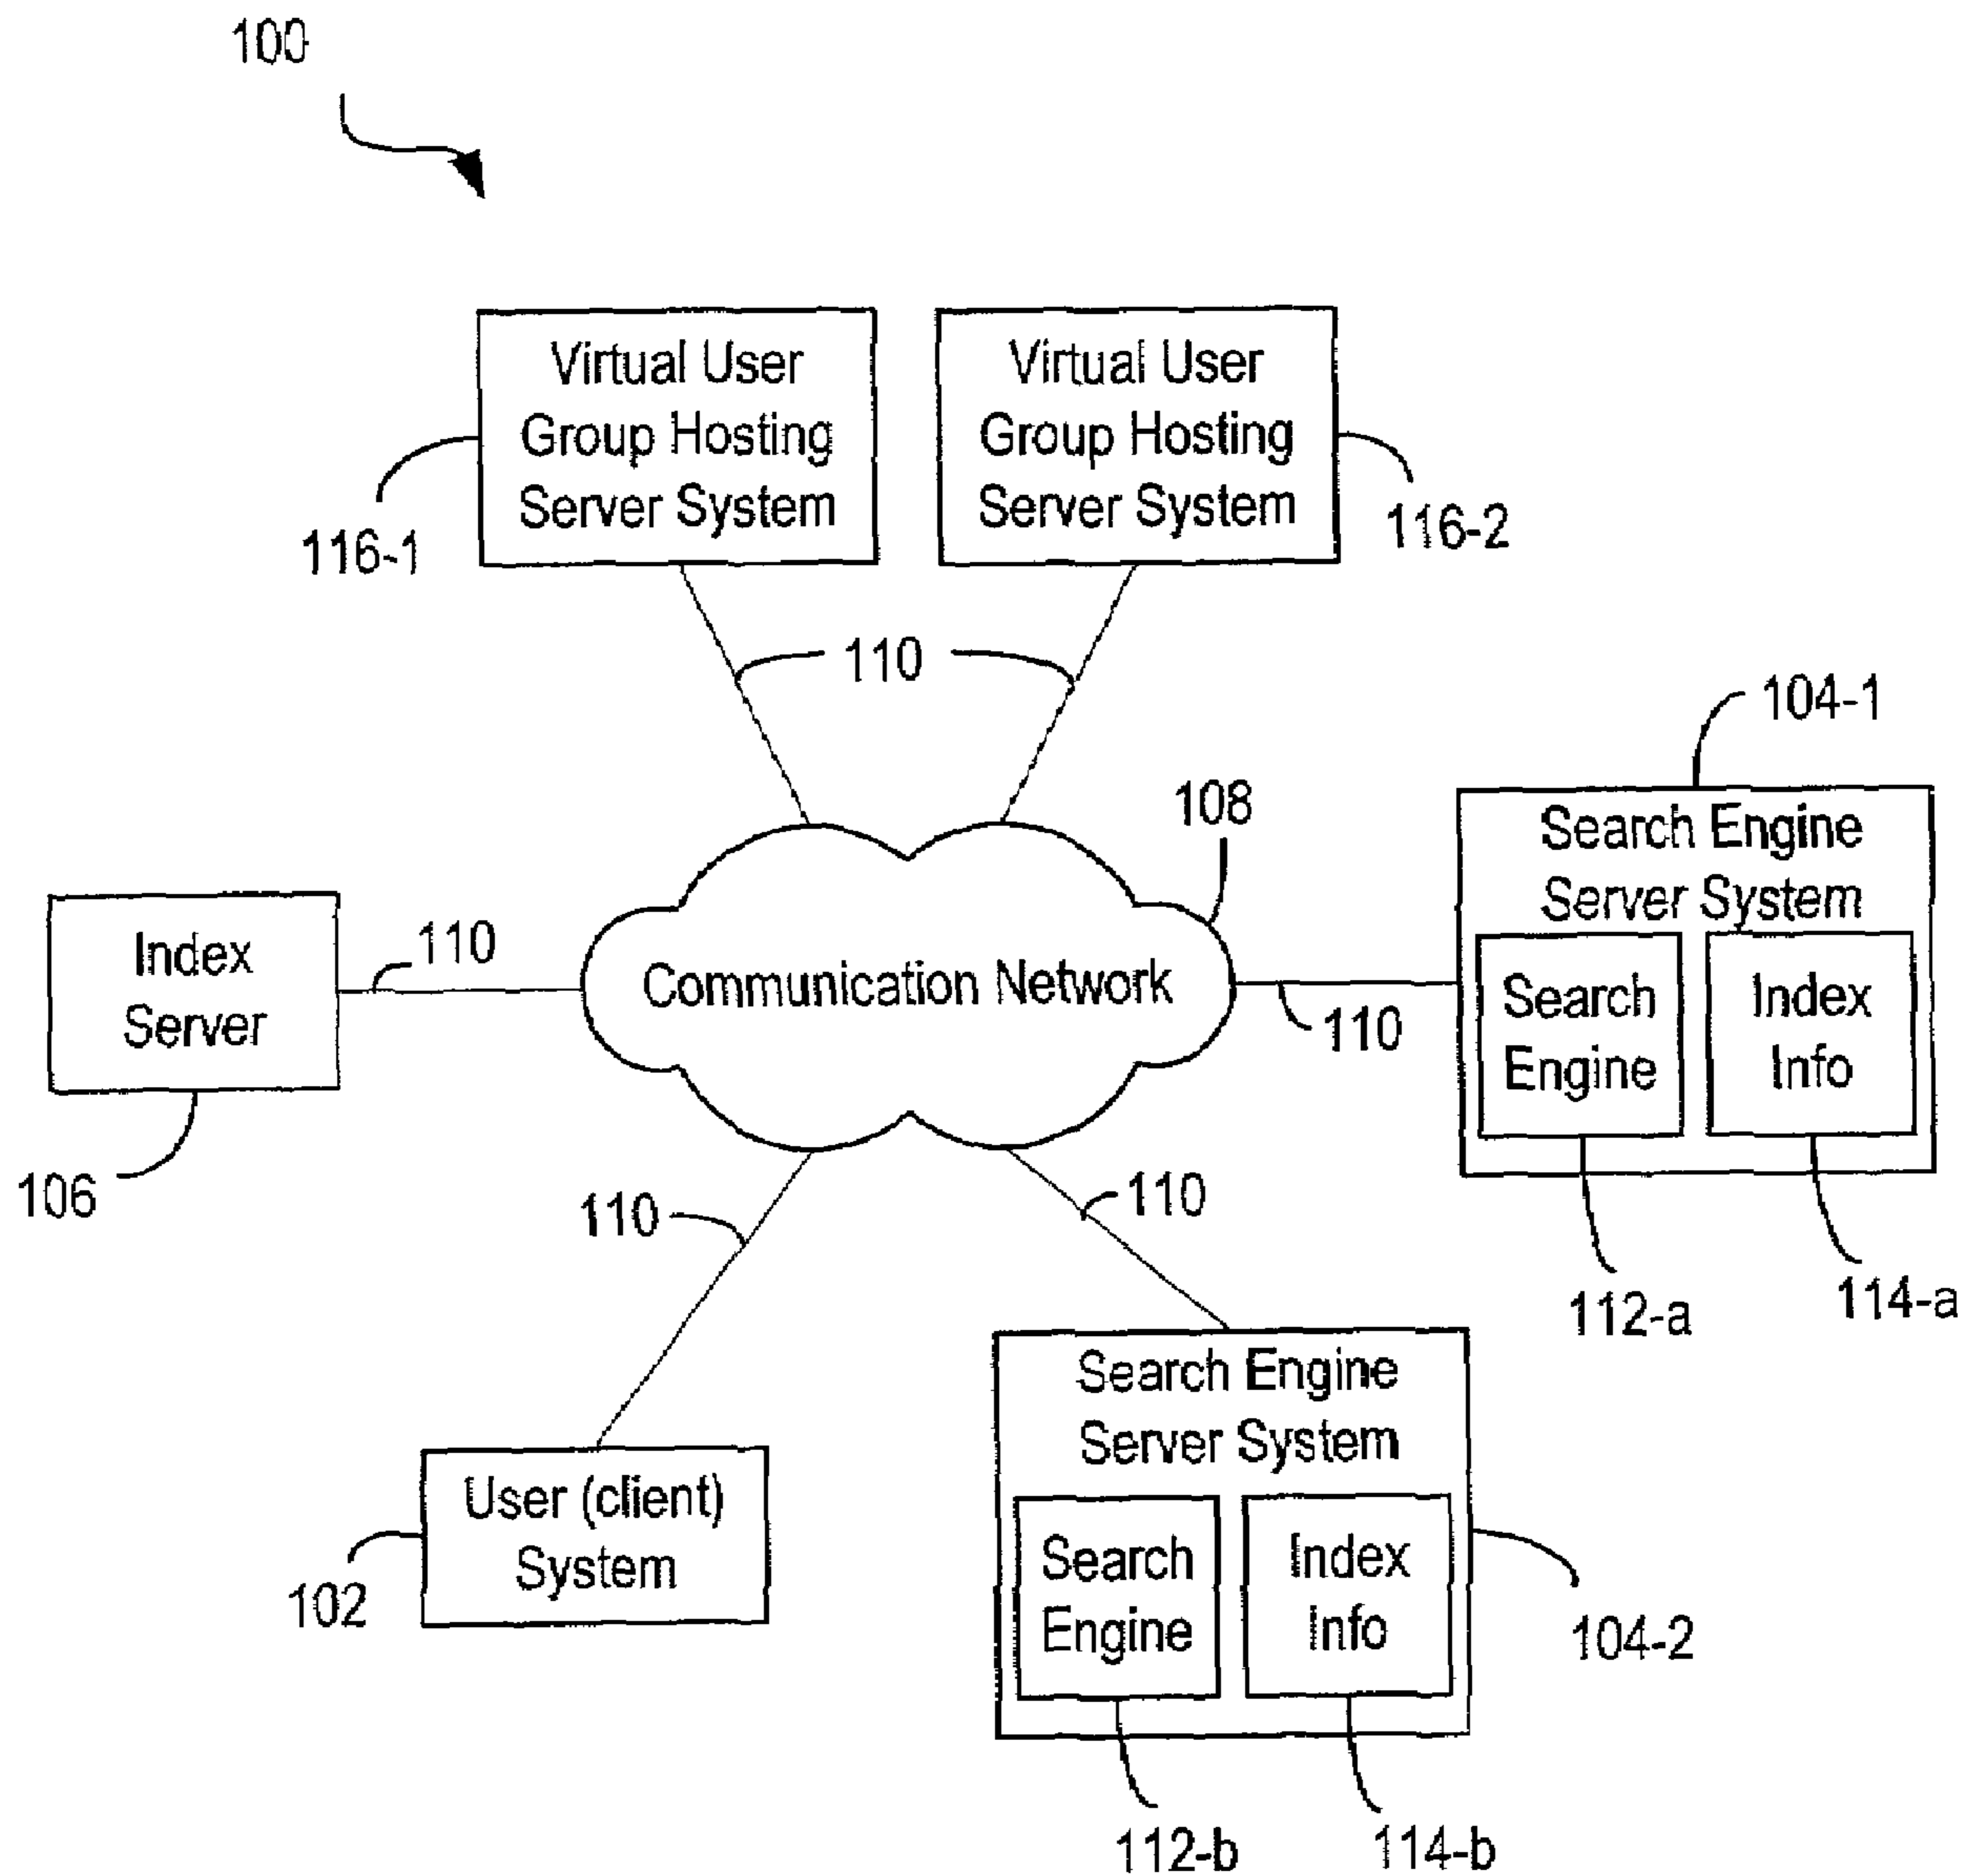 100
Virtual User
Group Hosting
Server System
116-1
Virtual User
Group Hosting
Server System
116-2
110
104-1
108
Search Engine
Server System
Search
Engine
Index
Info
112-a
114-a
Index
Server
106
110
Communication Network
110
110
110
User (client)
System
102
Search Engine
Server System
Search
Engine
Index
Info
104-2
112-b
114-b